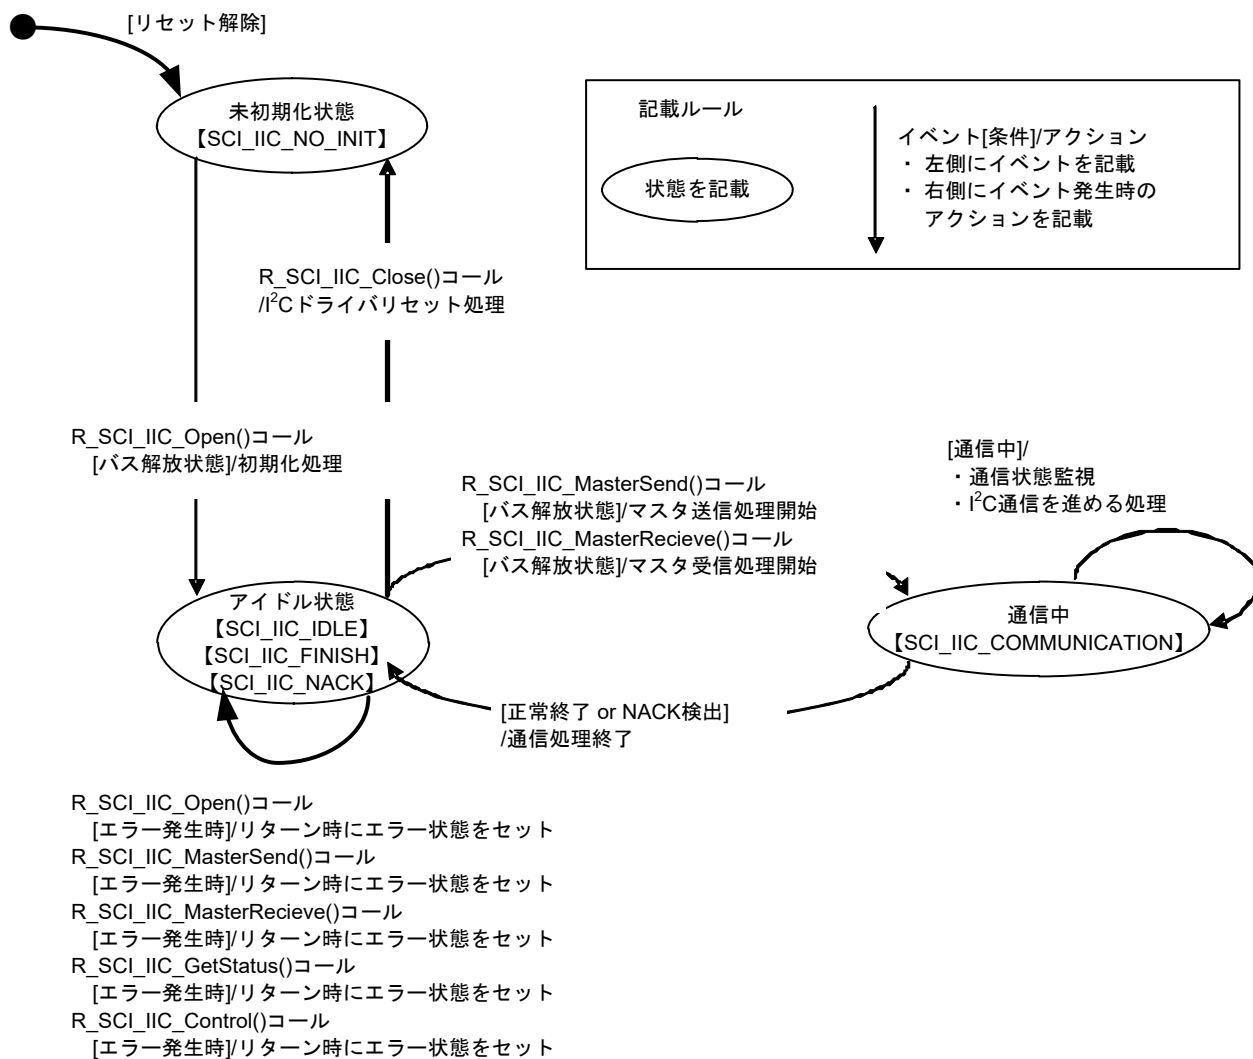 [リセット解除]
未初期化状態
【SCI_IIC_NO_INIT】
記載ルール
状態を記載
イベント[条件]/アクション
・ 左側にイベントを記載
・ 右側にイベント発生時の
アクションを記載
R_SCI_IIC_Close()コール
/I²Cドライバリセット処理
R_SCI_IIC_Open()コール
[バス解放状態]/初期化処理
R_SCI_IIC_MasterSend()コール
[バス解放状態]/マスタ送信処理開始
R_SCI_IIC_MasterRecieve()コール
[バス解放状態]/マスタ受信処理開始
[通信中]/
・通信状態監視
・I²C通信を進める処理
アイドル状態
【SCI_IIC_IDLE】
【SCI_IIC_FINISH】
【SCI_IIC_NACK】
通信中
【SCI_IIC_COMMUNICATION】
[正常終了 or NACK検出]
/通信処理終了
R_SCI_IIC_Open()コール
[エラー発生時]/リターン時にエラー状態をセット
R_SCI_IIC_MasterSend()コール
[エラー発生時]/リターン時にエラー状態をセット
R_SCI_IIC_MasterRecieve()コール
[エラー発生時]/リターン時にエラー状態をセット
R_SCI_IIC_GetStatus()コール
[エラー発生時]/リターン時にエラー状態をセット
R_SCI_IIC_Control()コール
[エラー発生時]/リターン時にエラー状態をセット